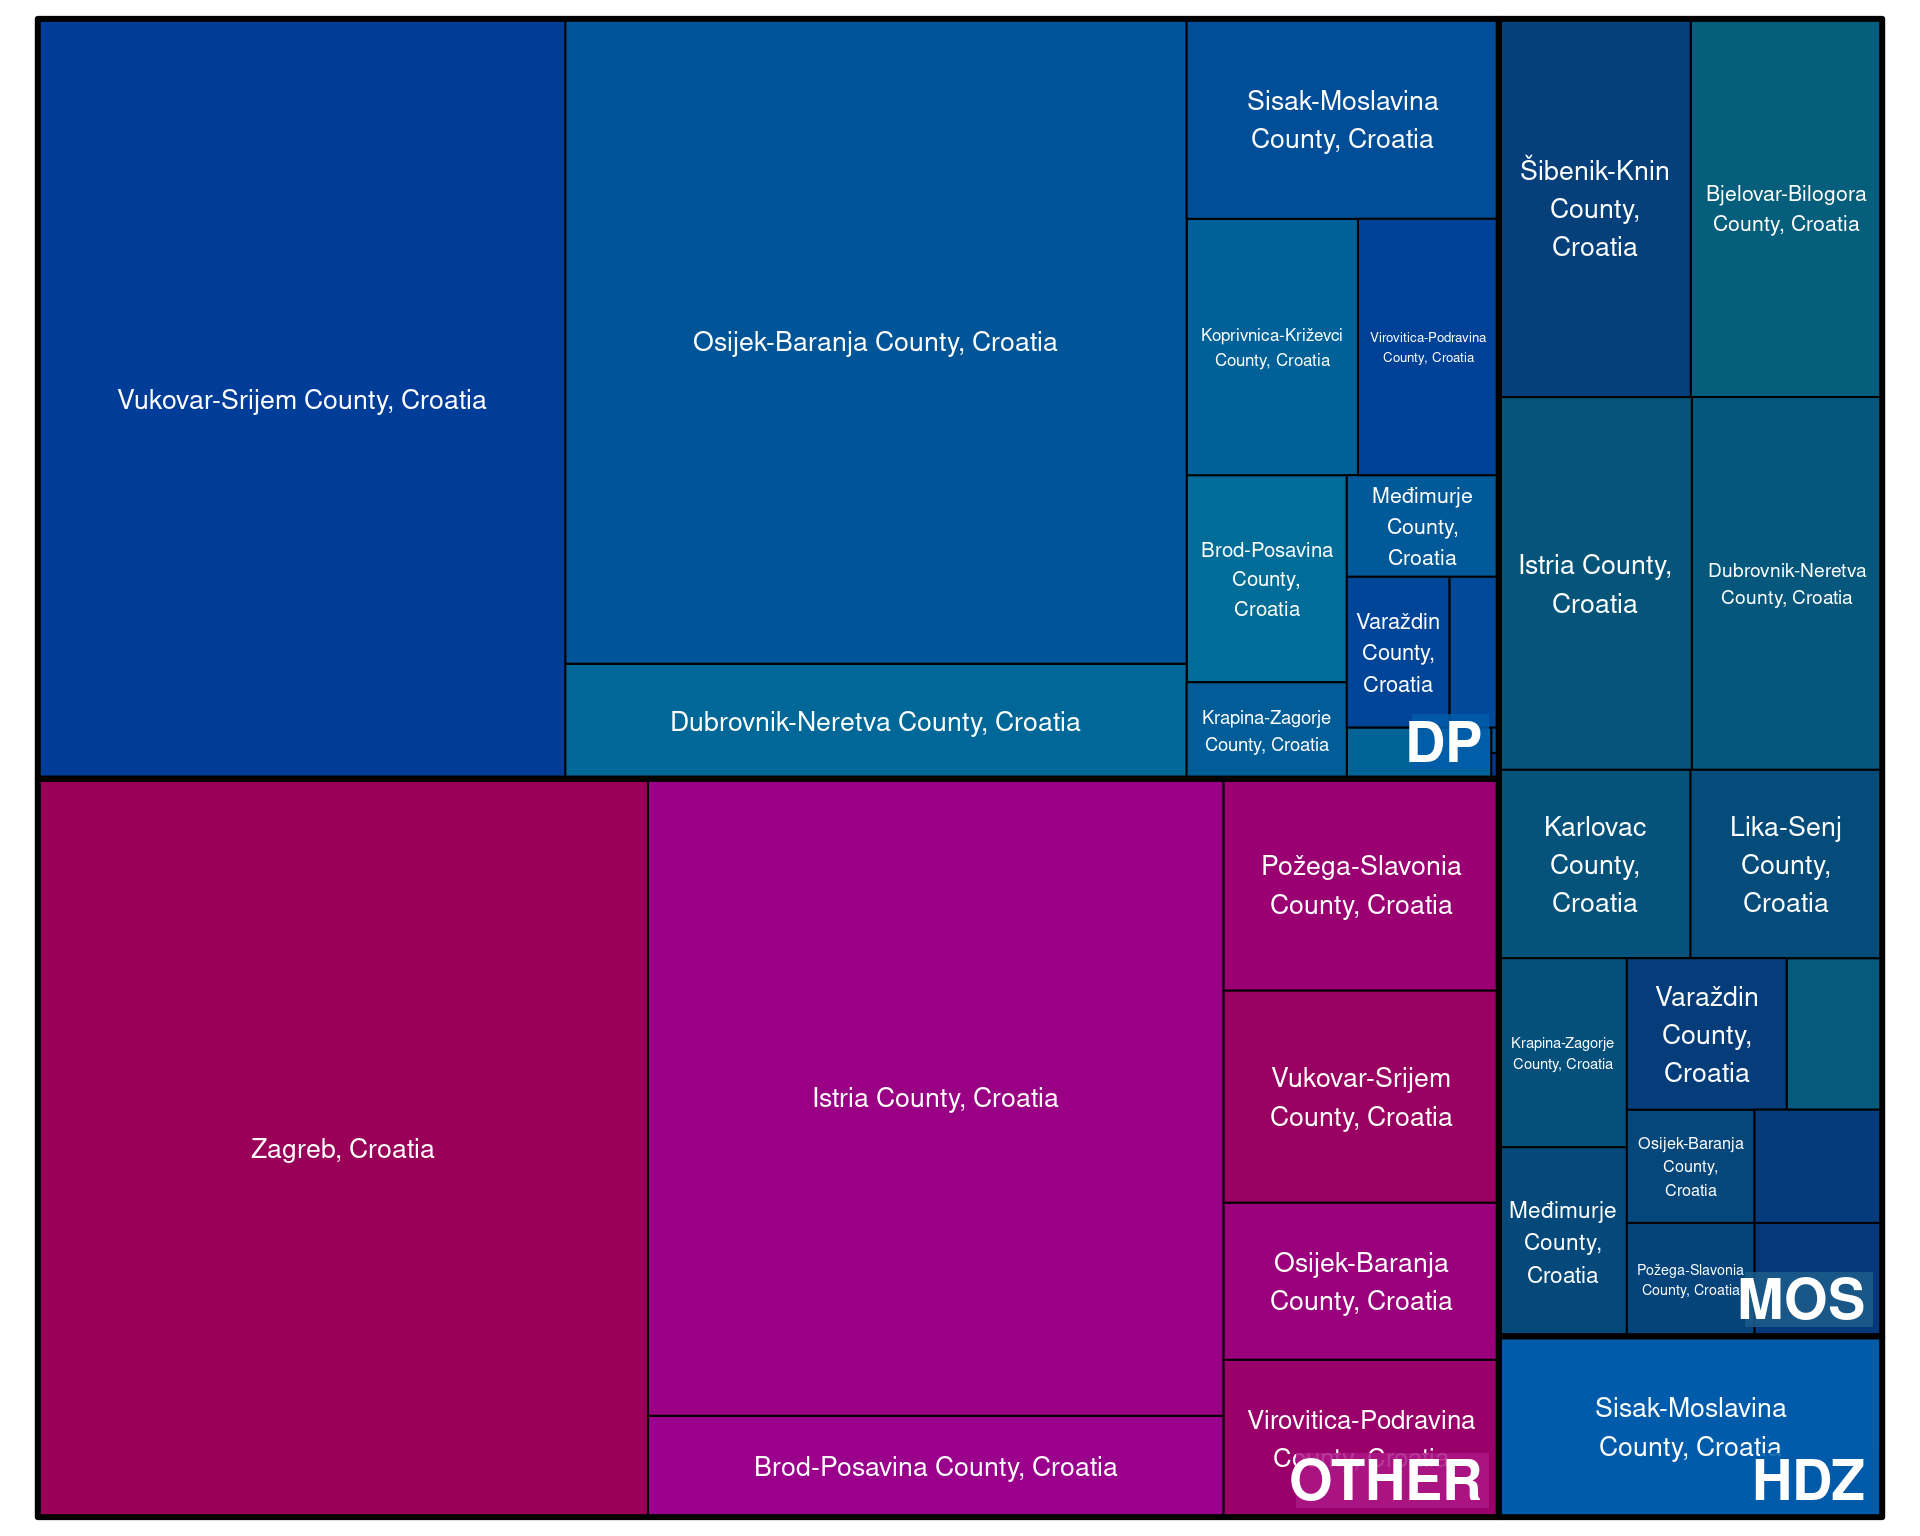 Vukovar-Srijem County, Croatia
Osijek-Baranja County, Croatia
Dubrovnik-Neretva County, Croatia
Sisak-Moslavina
County, Croatia
Koprivnica-Križevci
County, Croatia
Virovitica-Podravina
County, Croatia
Brod-Posavina
County,
Croatia
Međimurje
County,
Croatia
Varaždin
County,
Croatia
Krapina-Zagorje
County, Croatia
DP
Zagreb, Croatia
Istria County, Croatia
Brod-Posavina County, Croatia
Požega-Slavonia
County, Croatia
Vukovar-Srijem
County, Croatia
Osijek-Baranja
County, Croatia
Virovitica-Podravina
County, Croatia
OTHER
Šibenik-Knin
County,
Croatia
Bjelovar-Bilogora
County, Croatia
Istria County,
Croatia
Dubrovnik-Neretva
County, Croatia
Karlovac
County,
Croatia
Lika-Senj
County,
Croatia
Krapina-Zagorje
County, Croatia
Varaždin
County,
Croatia
Međimurje
County,
Croatia
Osijek-Baranja
County,
Croatia
Požega-Slavonia
County, Croatia
MOS
Sisak-Moslavina
County, Croatia
HDZ